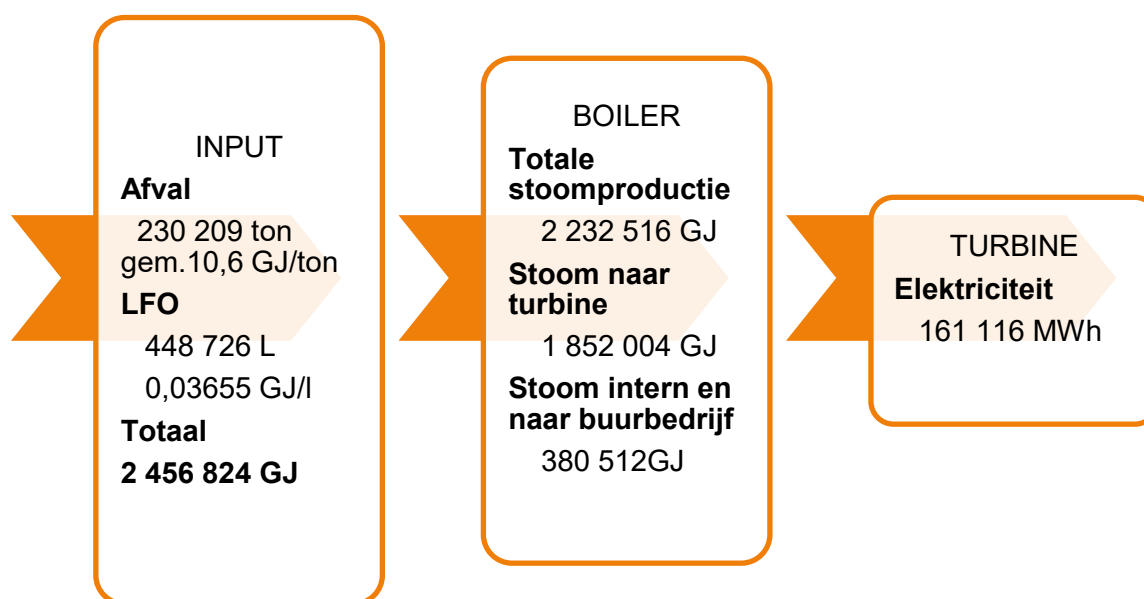 INPUT
Afval
230 209 ton
gem.10,6 GJ/ton
LFO
448 726 L
0,03655 GJ/l
Totaal
2 456 824 GJ
BOILER
Totale
stoomproductie
2 232 516 GJ
Stoom naar
turbine
1 852 004 GJ
Stoom intern en
naar buurbedrijf
380 512GJ
TURBINE
Elektriciteit
161 116 MWh